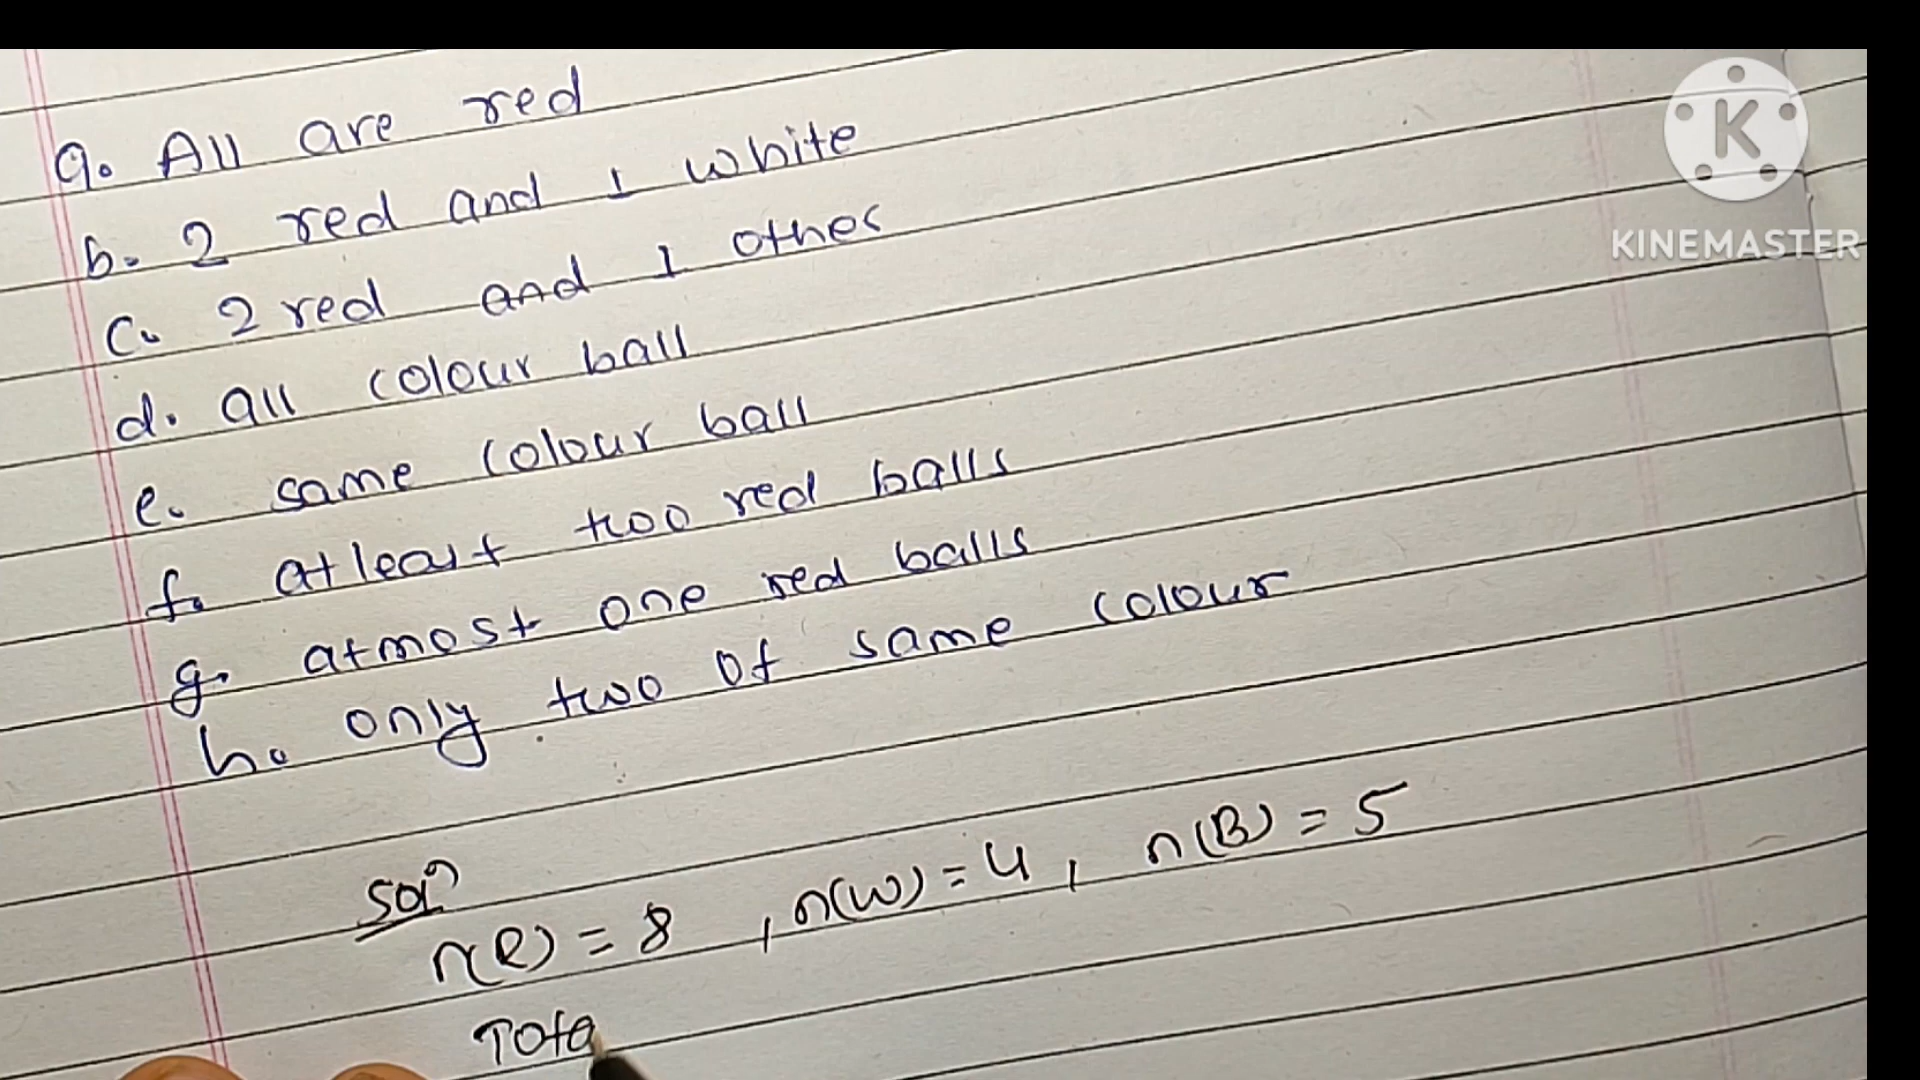 a. All are red
b. 2 red and 1 white
c. 2 red and 1 other
d. all colour ball
e. same colour ball
f. atleast two red balls
g. atmost one red balls
h. only two of same colour
Solⁿ
n(R) = 8 , n(W) = 4 , n(B) = 5
Tota
K
KINEMASTER